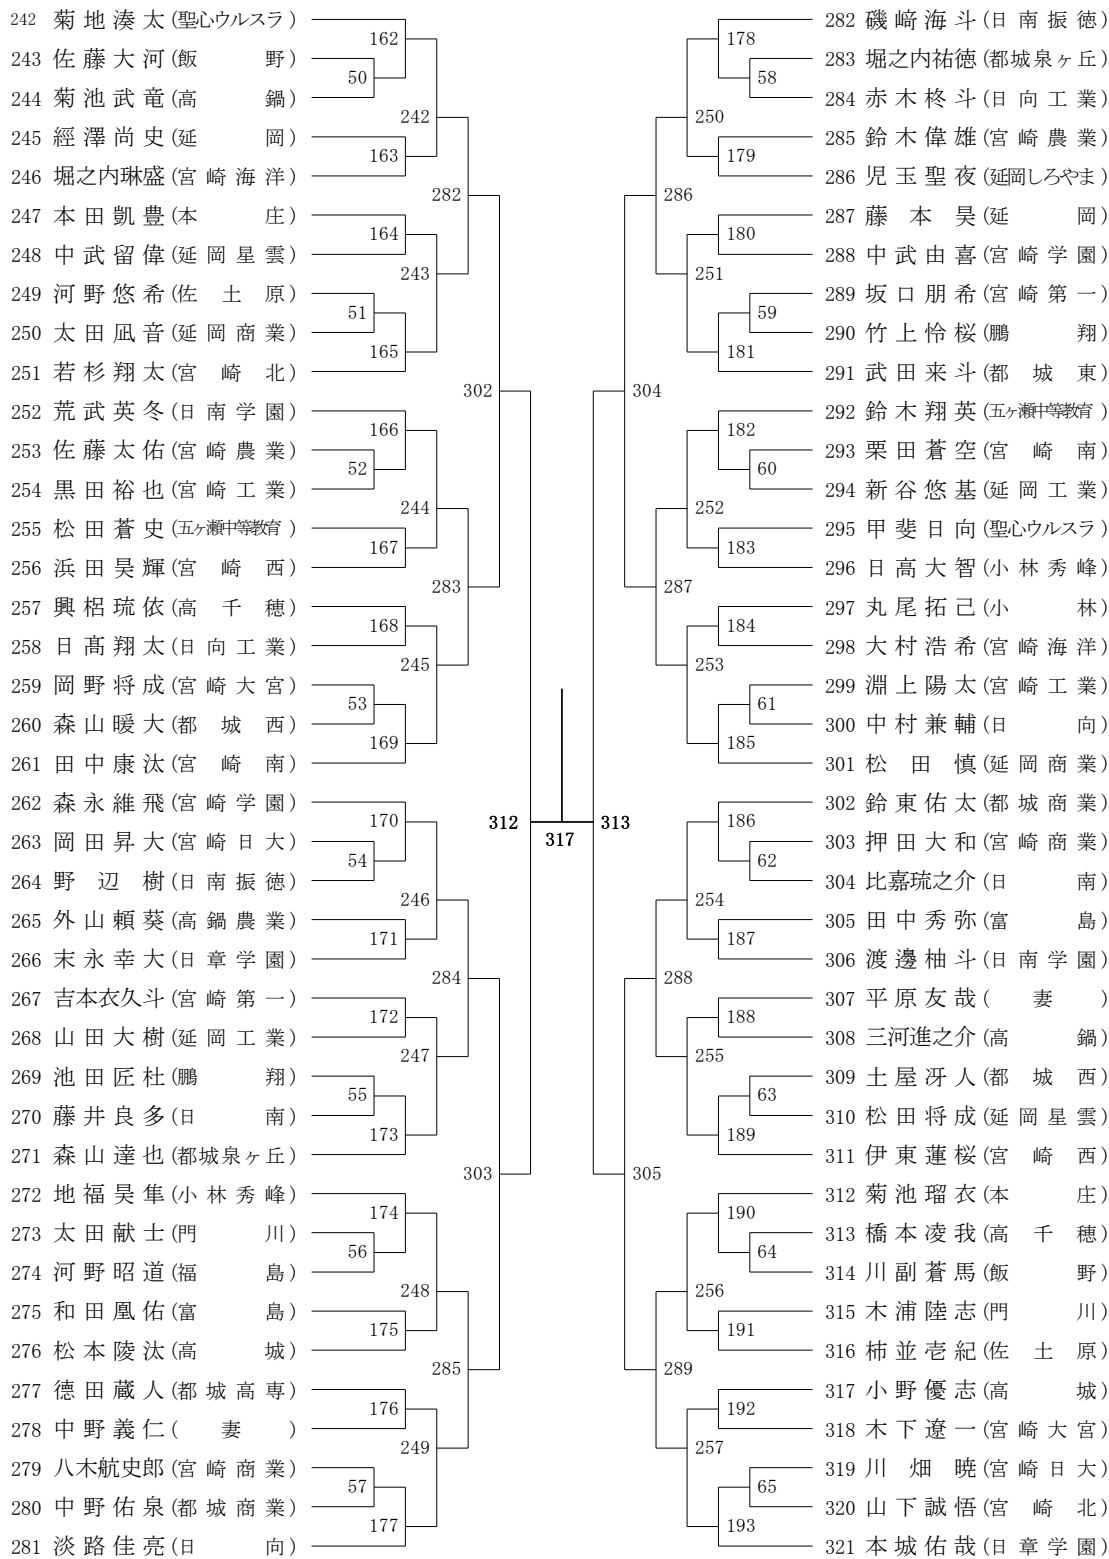 242 菊地湊太(聖心ウルスラ)
243 佐藤大河(飯野)
244 菊池武竜(高鍋)
245 經澤尚史(延岡)
246 堀之内琳盛(宮崎海洋)
247 本田凱豊(本庄)
248 中武留偉(延岡星雲)
249 河野悠希(佐土原)
250 太田凪音(延岡商業)
251 若杉翔太(宮崎北)
252 荒武英冬(日南学園)
253 佐藤太佑(宮崎農業)
254 黒田裕也(宮崎工業)
255 松田蒼史(五ヶ瀬中等教育)
256 浜田昊輝(宮崎西)
257 興梠琉依(高千穂)
258 日髙翔太(日向工業)
259 岡野将成(宮崎大宮)
260 森山暖大(都城西)
261 田中康汰(宮崎南)
262 森永維飛(宮崎学園)
263 岡田昇大(宮崎日大)
264 野辺樹(日南振徳)
265 外山頼葵(高鍋農業)
266 末永幸大(日章学園)
267 吉本衣久斗(宮崎第一)
268 山田大樹(延岡工業)
269 池田匠杜(鵬翔)
270 藤井良多(日南)
271 森山達也(都城泉ヶ丘)
272 地福昊隼(小林秀峰)
273 太田献士(門川)
274 河野昭道(福島)
275 和田凰佑(富島)
276 松本陵汰(高城)
277 徳田蔵人(都城高専)
278 中野義仁(妻)
279 八木航史郎(宮崎商業)
280 中野佑泉(都城商業)
281 淡路佳亮(日向)
162
50
242
163
282
164
243
51
165
302
166
52
244
167
283
168
245
53
169
312
170
54
246
171
284
172
247
55
173
303
174
56
248
175
285
176
249
57
177
317
313
178
58
250
179
286
180
251
59
181
304
182
60
252
183
287
184
253
61
185
186
62
254
187
288
188
255
63
189
305
190
64
256
191
289
192
257
65
193
282 磯﨑海斗(日南振徳)
283 堀之内祐徳(都城泉ヶ丘)
284 赤木柊斗(日向工業)
285 鈴木偉雄(宮崎農業)
286 児玉聖夜(延岡しろやま)
287 藤本昊(延岡)
288 中武由喜(宮崎学園)
289 坂口朋希(宮崎第一)
290 竹上怜桜(鵬翔)
291 武田来斗(都城東)
292 鈴木翔英(五ヶ瀬中等教育)
293 栗田蒼空(宮崎南)
294 新谷悠基(延岡工業)
295 甲斐日向(聖心ウルスラ)
296 日高大智(小林秀峰)
297 丸尾拓己(小林)
298 大村浩希(宮崎海洋)
299 淵上陽太(宮崎工業)
300 中村兼輔(日向)
301 松田慎(延岡商業)
302 鈴東佑太(都城商業)
303 押田大和(宮崎商業)
304 比嘉琉之介(日南)
305 田中秀弥(富島)
306 渡邊柚斗(日南学園)
307 平原友哉(妻)
308 三河進之介(高鍋)
309 土屋冴人(都城西)
310 松田将成(延岡星雲)
311 伊東蓮桜(宮崎西)
312 菊池瑠衣(本庄)
313 橋本凌我(高千穂)
314 川副蒼馬(飯野)
315 木浦陸志(門川)
316 柿並壱紀(佐土原)
317 小野優志(高城)
318 木下遼一(宮崎大宮)
319 川畑暁(宮崎日大)
320 山下誠悟(宮崎北)
321 本城佑哉(日章学園)